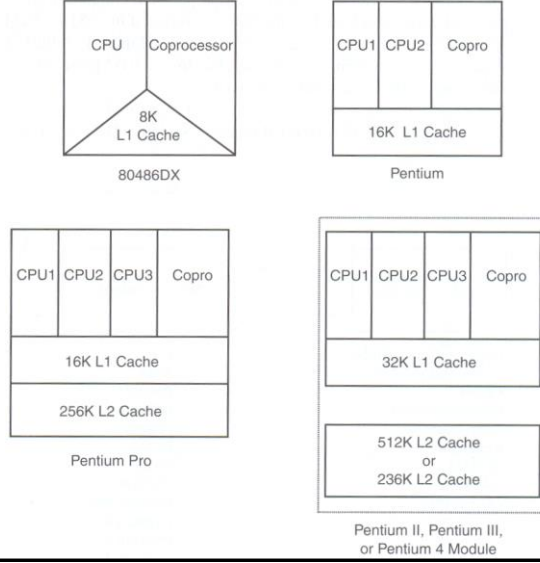 CPU
Coprocessor
8K
L1 Cache
80486DX
CPU1
CPU2
Copro
16K L1 Cache
Pentium
CPU1
CPU2
CPU3
Copro
16K L1 Cache
256K L2 Cache
Pentium Pro
CPU1
CPU2
CPU3
Copro
32K L1 Cache
512K L2 Cache
or
236K L2 Cache
Pentium II, Pentium III,
or Pentium 4 Module